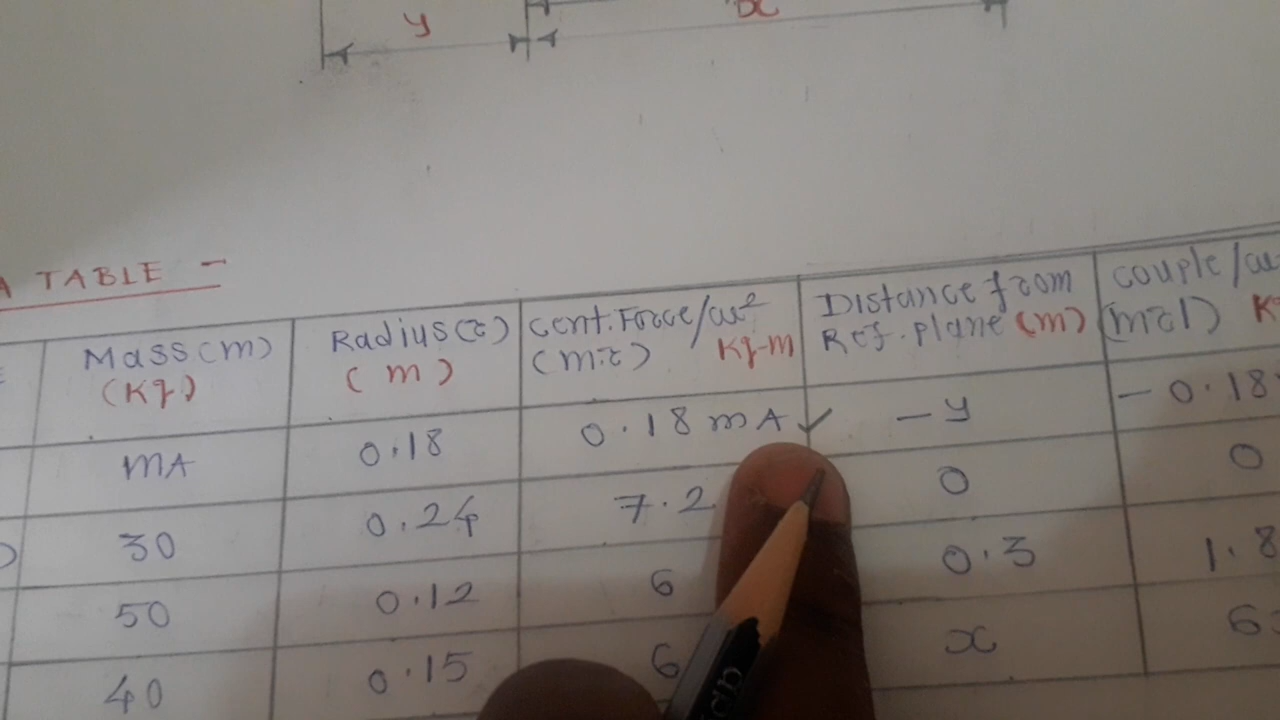 y x
A TABLE -
Mass(m) Radius(r) Cent.Force/ω² Distance from couple/ω
(Kg) (m) (m.r) Kg-m Ref.plane (m) (mrl) K
mA 0.18 0.18 mA ✓ -y -0.18
30 0.24 7.2 0 0
50 0.12 6 0.3 1.8
40 0.15 6 x 6